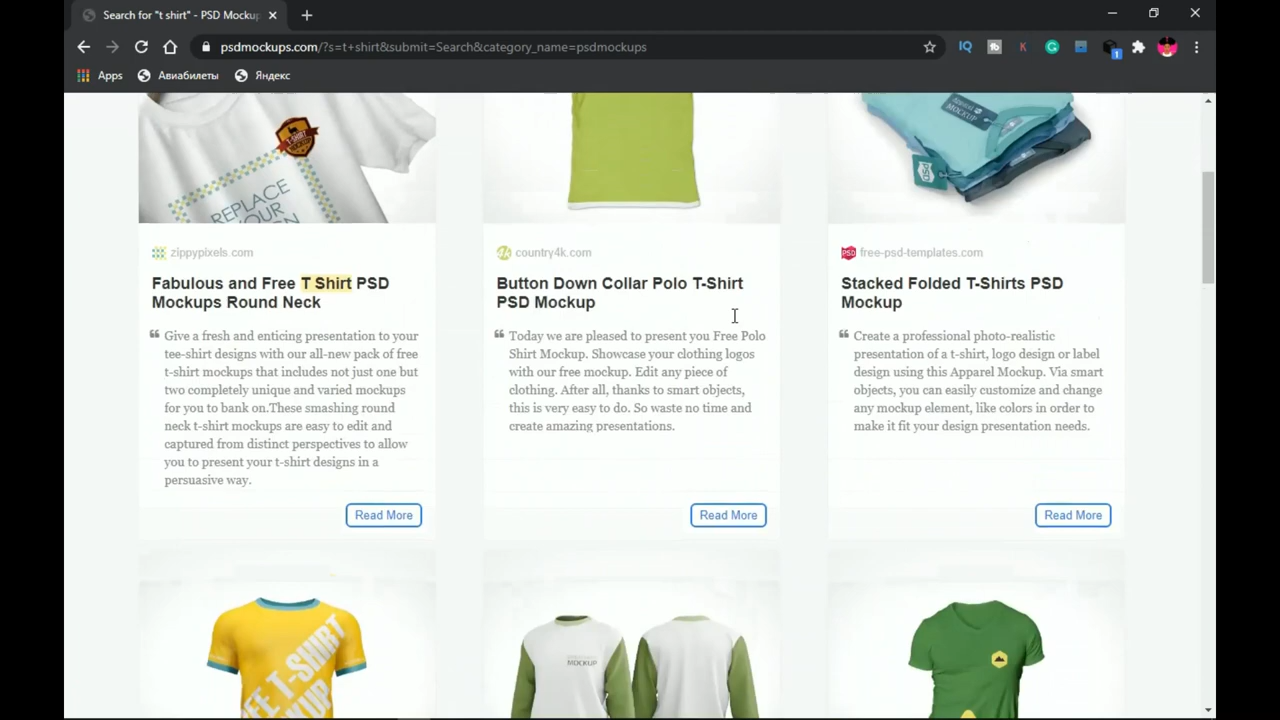 Search for "t shirt" - PSD Mockup
psdmockups.com/?s=t+shirt&submit=Search&category_name=psdmockups
IQ
K
1
Apps
Авиабилеты
Яндекс
T-SHIRT
REPLACE
YOUR
MOCKUP
psd
zippypixels.com
Fabulous and Free T Shirt PSD
Mockups Round Neck
Give a fresh and enticing presentation to your
tee-shirt designs with our all-new pack of free
t-shirt mockups that includes not just one but
two completely unique and varied mockups
for you to bank on.These smashing round
neck t-shirt mockups are easy to edit and
captured from distinct perspectives to allow
you to present your t-shirt designs in a
persuasive way.
Read More
4k country4k.com
Button Down Collar Polo T-Shirt
PSD Mockup
Today we are pleased to present you Free Polo
Shirt Mockup. Showcase your clothing logos
with our free mockup. Edit any piece of
clothing. After all, thanks to smart objects,
this is very easy to do. So waste no time and
create amazing presentations.
Read More
PSD free-psd-templates.com
Stacked Folded T-Shirts PSD
Mockup
Create a professional photo-realistic
presentation of a t-shirt, logo design or label
design using this Apparel Mockup. Via smart
objects, you can easily customize and change
any mockup element, like colors in order to
make it fit your design presentation needs.
Read More
T-SHIRT
MOCKUP